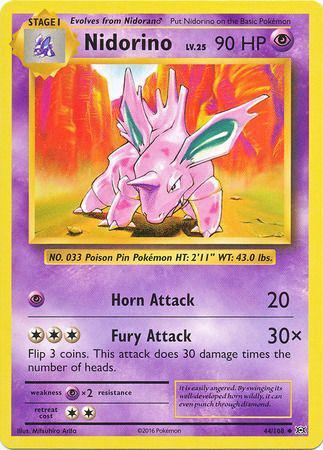 STAGE 1 Evolves from Nidoran♂ Put Nidorino on the Basic Pokémon
Nidorino LV.25 90 HP
NO. 033 Poison Pin Pokémon HT: 2'11" WT: 43.0 lbs.
Horn Attack 20
Fury Attack 30×
Flip 3 coins. This attack does 30 damage times
the number of heads.
weakness ×2 resistance
retreat
cost
It is easily angered. By swinging its
well-developed horn wildly, it can
even punch through diamond.
Illus. Mitsuhiro Arita ©2016 Pokémon 44/108